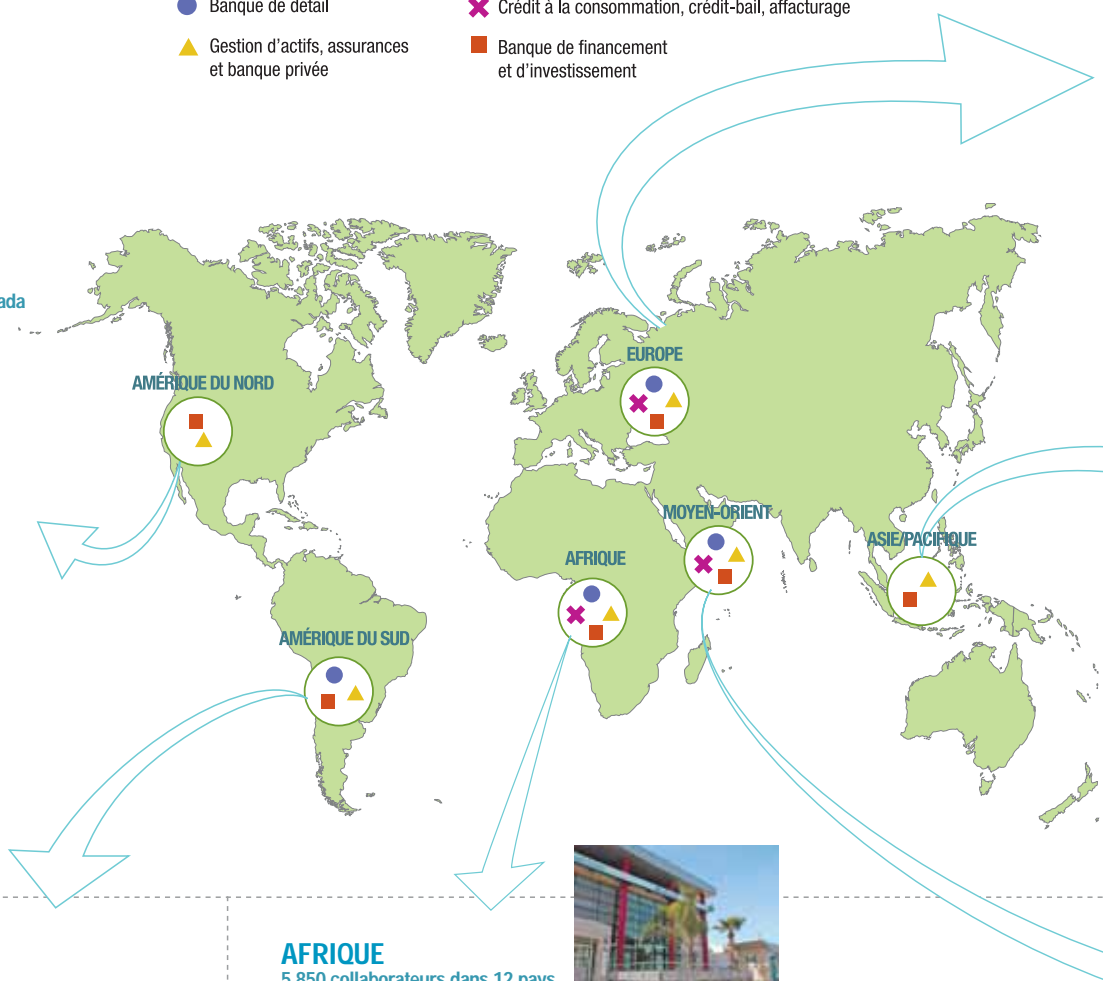 Banque de détail
Crédit à la consommation, crédit-bail, affacturage
Gestion d'actifs, assurances
et banque privée
Banque de financement
et d'investissement
EUROPE
AMÉRIQUE DU NORD
MOYEN-ORIENT
ASIE/PACIFIQUE
AFRIQUE
AMÉRIQUE DU SUD
AFRIQUE
5 850 collaborateurs dans 12 pays